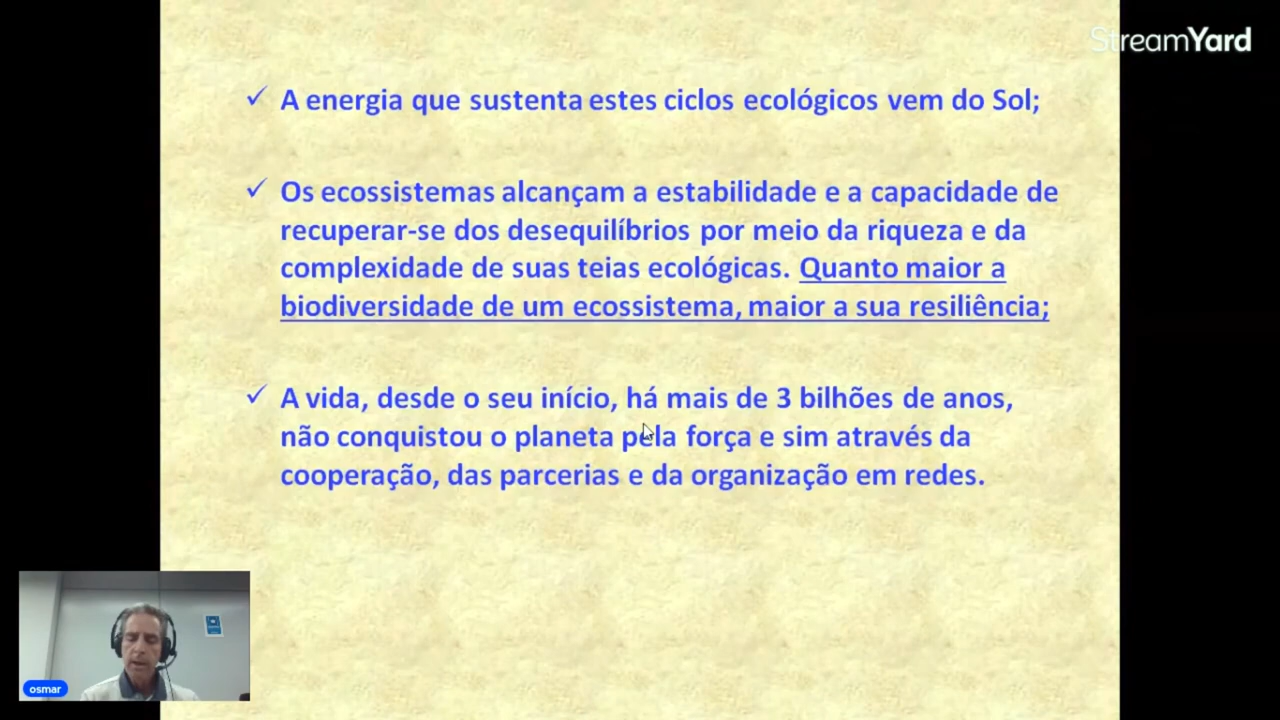 StreamYard
✓ A energia que sustenta estes ciclos ecológicos vem do Sol;
✓ Os ecossistemas alcançam a estabilidade e a capacidade de
recuperar-se dos desequilíbrios por meio da riqueza e da
complexidade de suas teias ecológicas. Quanto maior a
biodiversidade de um ecossistema, maior a sua resiliência;
✓ A vida, desde o seu início, há mais de 3 bilhões de anos,
não conquistou o planeta pela força e sim através da
cooperação, das parcerias e da organização em redes.
osmar